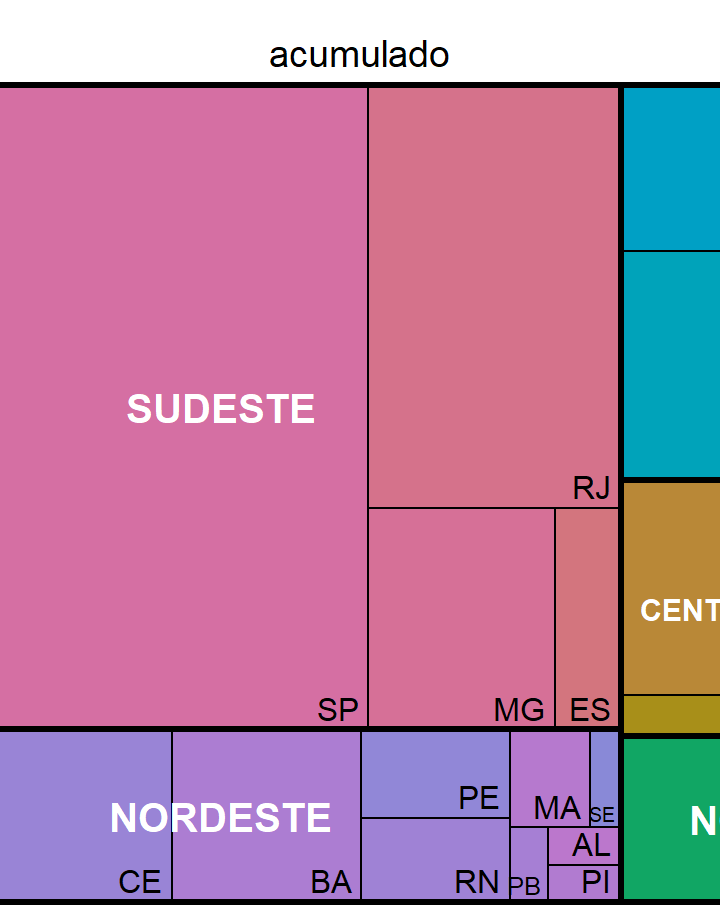 acumulado
SUDESTE
RJ
CENT
SP
MG
ES
NORDESTE
PE
MA
SE
N
AL
CE
BA
RN
PB
PI